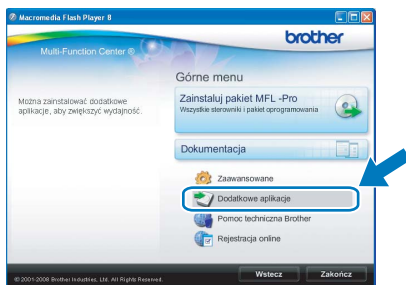 Macromedia Flash Player 8
brother
Multi-Function Center ®
Górne menu
Można zainstalować dodatkowe
aplikacje, aby zwiększyć wydajność.
Zainstaluj pakiet MFL -Pro
Wszystkie sterowniki i pakiet oprogramowania
Dokumentacja
Zaawansowane
Dodatkowe aplikacje
Pomoc techniczna Brother
Rejestracja online
© 2001-2008 Brother Industries, Ltd. All Rights Reserved.
Wstecz
Zakończ